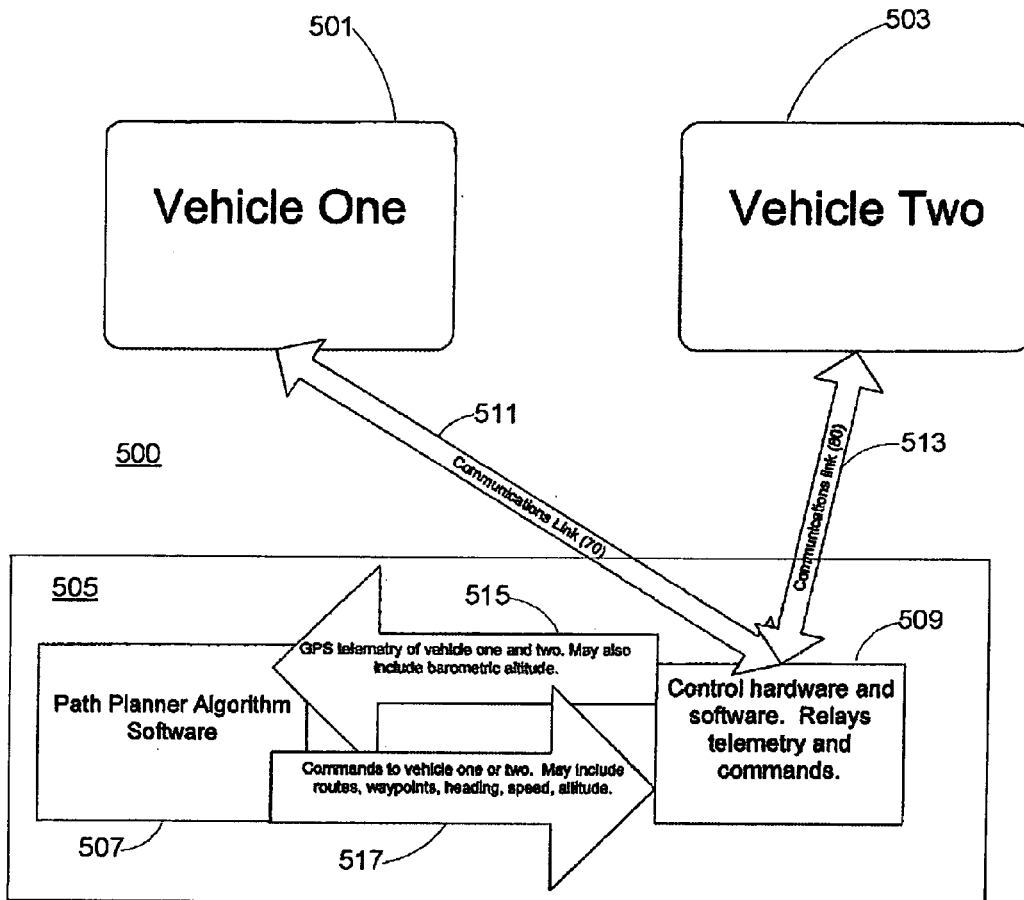 501
503
Vehicle One
Vehicle Two
511
513
500
Communications Link (70)
Communications link (80)
505
515
509
GPS telemetry of vehicle one and two. May also
include barometric altitude.
Path Planner Algorithm
Software
Control hardware and
software. Relays
telemetry and
commands.
Commands to vehicle one or two. May include
routes, waypoints, heading, speed, altitude.
507
517